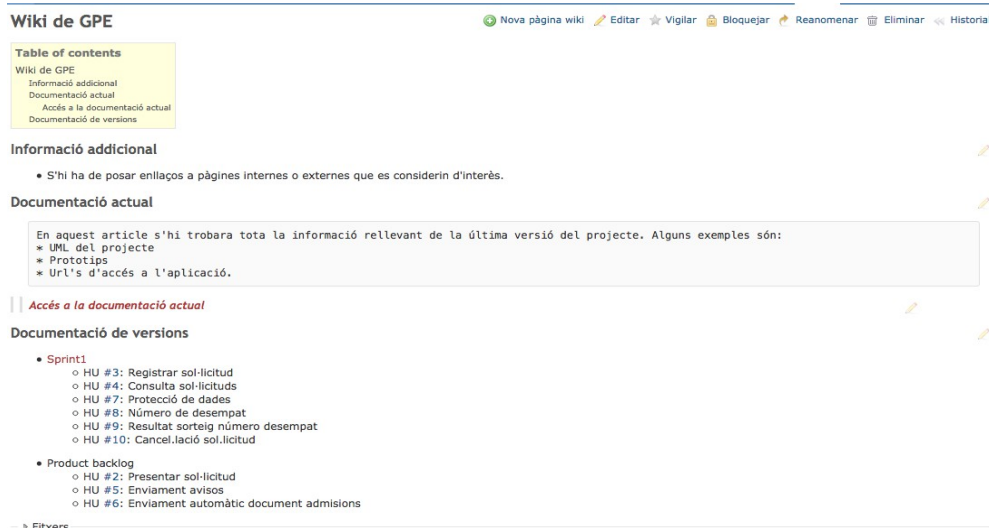 Wiki de GPE
Nova pàgina wiki Editar Vigilar Bloquejar Reanomenar Eliminar Historia
Table of contents
Wiki de GPE
Informació addicional
Documentació actual
Accés a la documentació actual
Documentació de versions
Informació addicional
• S'hi ha de posar enllaços a pàgines internes o externes que es considerin d'interès.
Documentació actual
En aquest article s'hi trobara tota la informació rellevant de la última versió del projecte. Alguns exemples són:
* UML del projecte
* Prototips
* Url's d'accés a l'aplicació.
Accés a la documentació actual
Documentació de versions
• Sprint1
○ HU #3: Registrar sol·licitud
○ HU #4: Consulta sol·licituds
○ HU #7: Protecció de dades
○ HU #8: Número de desempat
○ HU #9: Resultat sorteig número desempat
○ HU #10: Cancel.lació sol.licitud
• Product backlog
○ HU #2: Presentar sol·licitud
○ HU #5: Enviament avisos
○ HU #6: Enviament automàtic document admisions
Fitxers